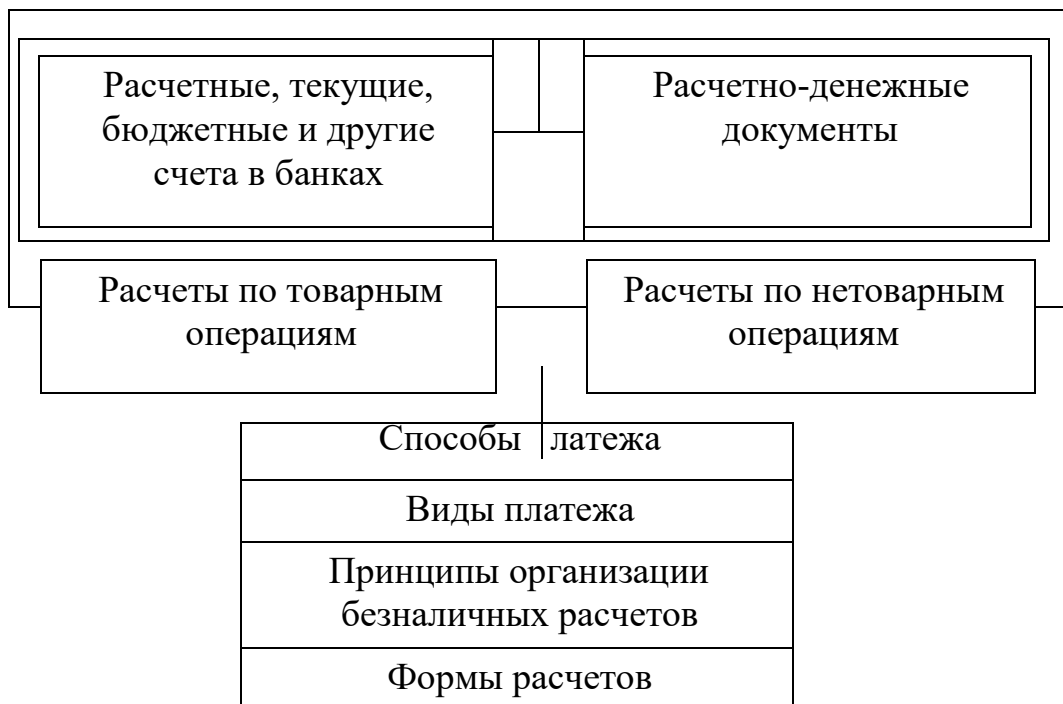 Расчетные, текущие,
бюджетные и другие
счета в банках
Расчетно-денежные
документы
Расчеты по товарным
операциям
Расчеты по нетоварным
операциям
Способы латежа
Виды платежа
Принципы организации
безналичных расчетов
Формы расчетов